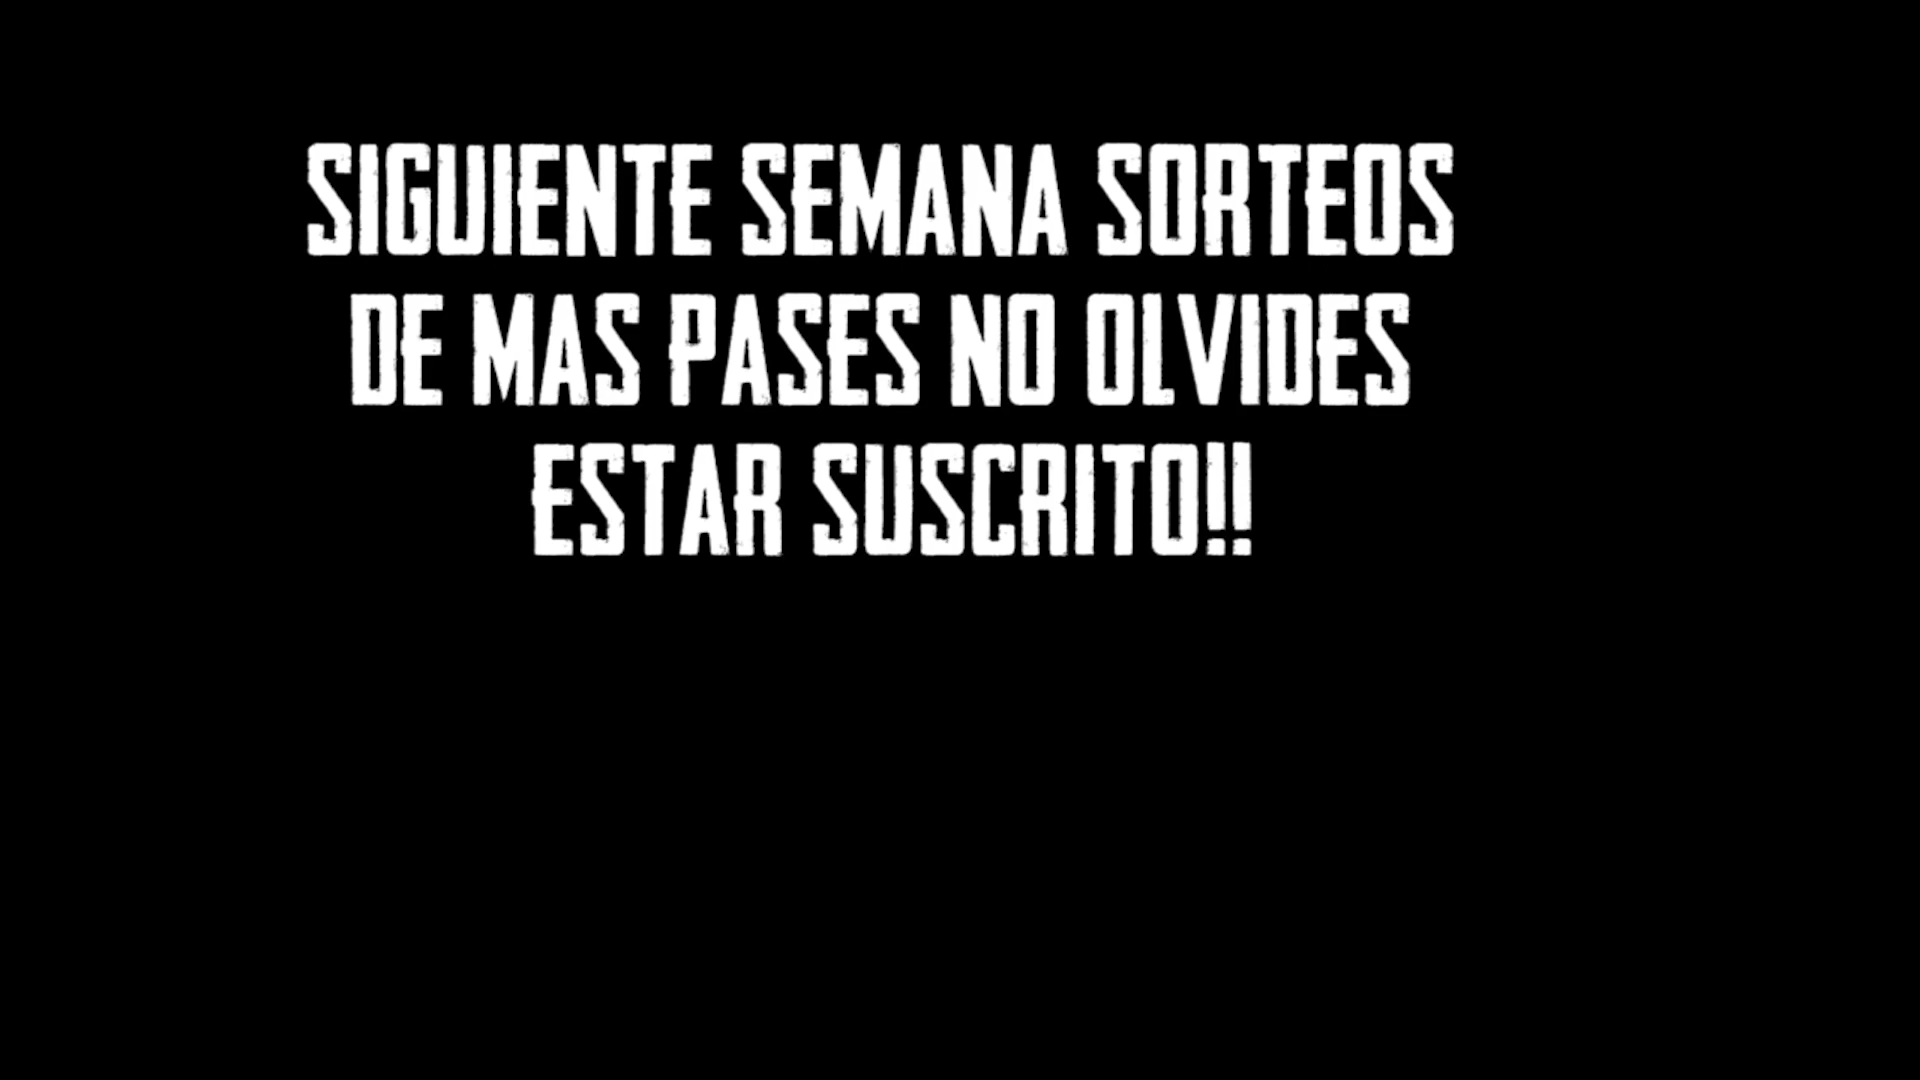 SIGUIENTE SEMANA SORTEOS
DE MAS PASES NO OLVIDES
ESTAR SUSCRITO!!